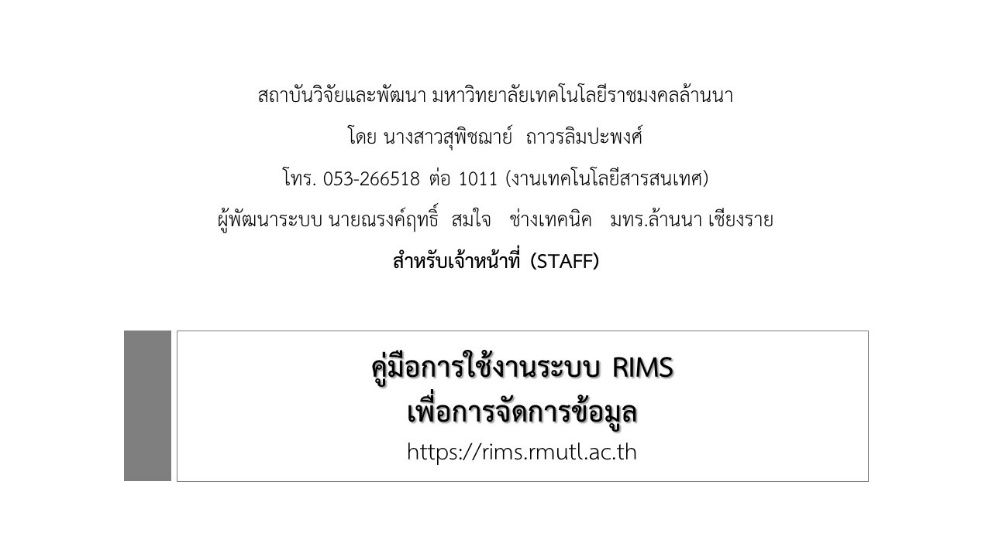 สถาบันวิจัยและพัฒนา มหาวิทยาลัยเทคโนโลยีราชมงคลล้านนา
โดย นางสาวสุพิชฌาย์ ถาวรลิมปะพงศ์
โทร. 053-266518 ต่อ 1011 (งานเทคโนโลยีสารสนเทศ)
ผู้พัฒนาระบบ นายณรงค์ฤทธิ์ สมใจ ช่างเทคนิค มทร.ล้านนา เชียงราย
สำหรับเจ้าหน้าที่ (STAFF)
คู่มือการใช้งานระบบ RIMS
เพื่อการจัดการข้อมูล
https://rims.rmutl.ac.th